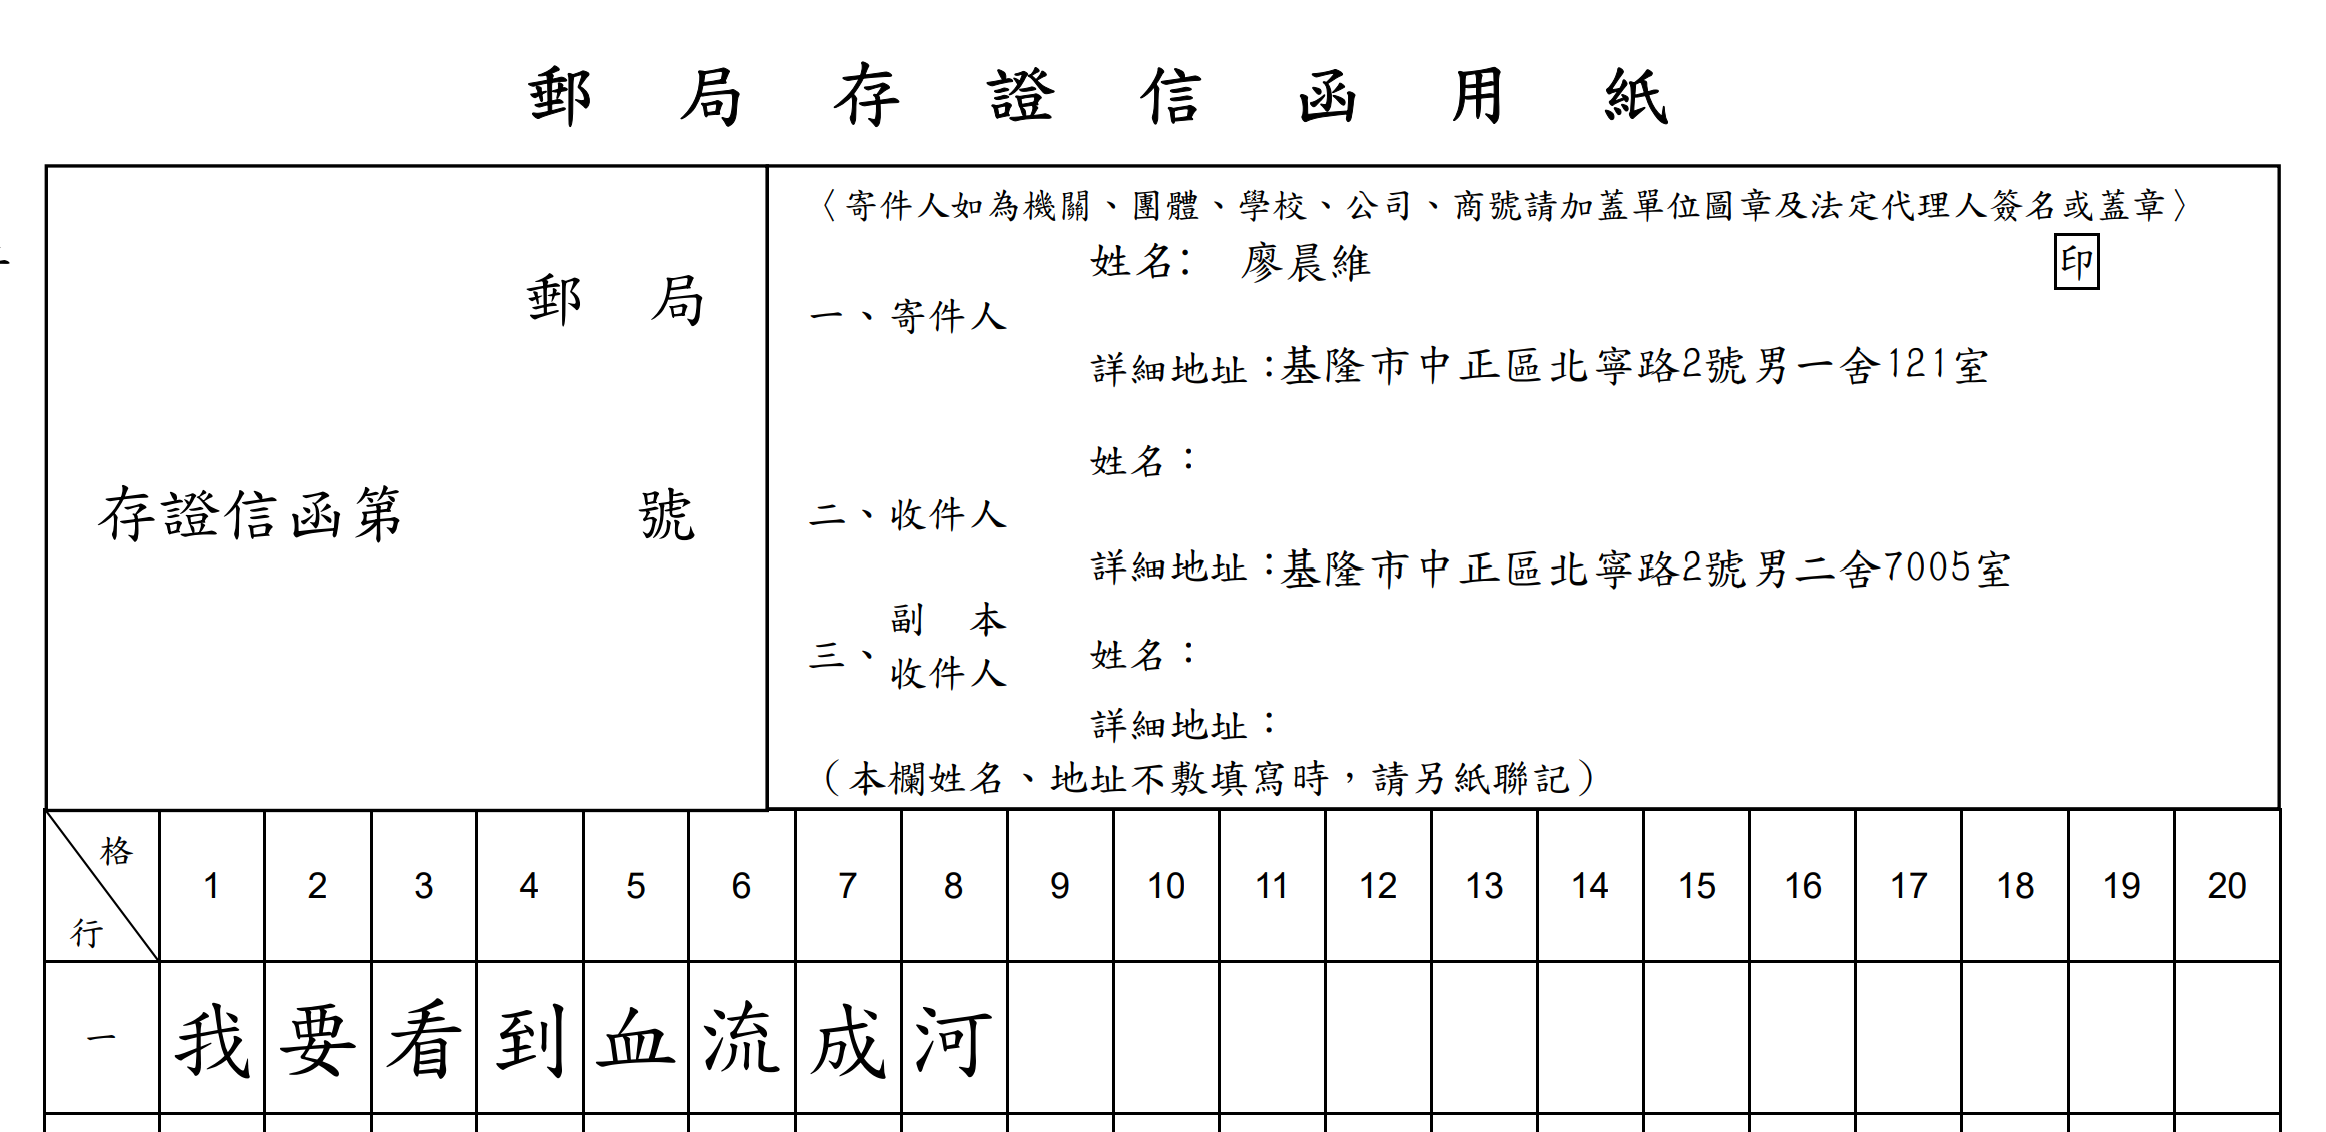 郵局存證信函用紙
〈寄件人如為機關、團體、學校、公司、商號請加蓋單位圖章及法定代理人簽名或蓋章〉
郵局
存證信函第 號
一、寄件人
姓名： 廖晨維 印
詳細地址：基隆市中正區北寧路2號男一舍121室
二、收件人
姓名：
詳細地址：基隆市中正區北寧路2號男二舍7005室
三、副本收件人
姓名：
詳細地址：
（本欄姓名、地址不敷填寫時，請另紙聯記）
格 1 2 3 4 5 6 7 8 9 10 11 12 13 14 15 16 17 18 19 20
行
一 我要看到血流成河